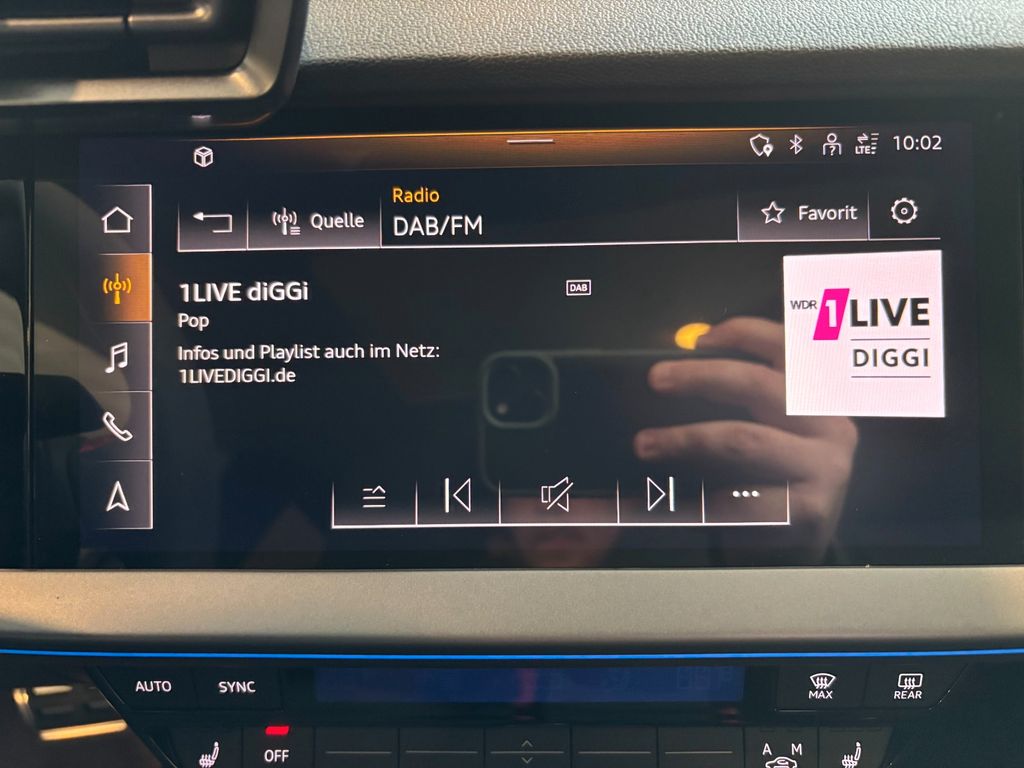 LTE
10:02
Radio
Quelle
DAB/FM
Favorit
1LIVE diGGi
DAB
Pop
Infos und Playlist auch im Netz:
1LIVEDIGGI.de
WDR 1LIVE
DIGGI
AUTO
SYNC
MAX
REAR
OFF
A M